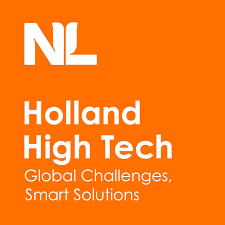 NL
Holland
High Tech
Global Challenges,
Smart Solutions